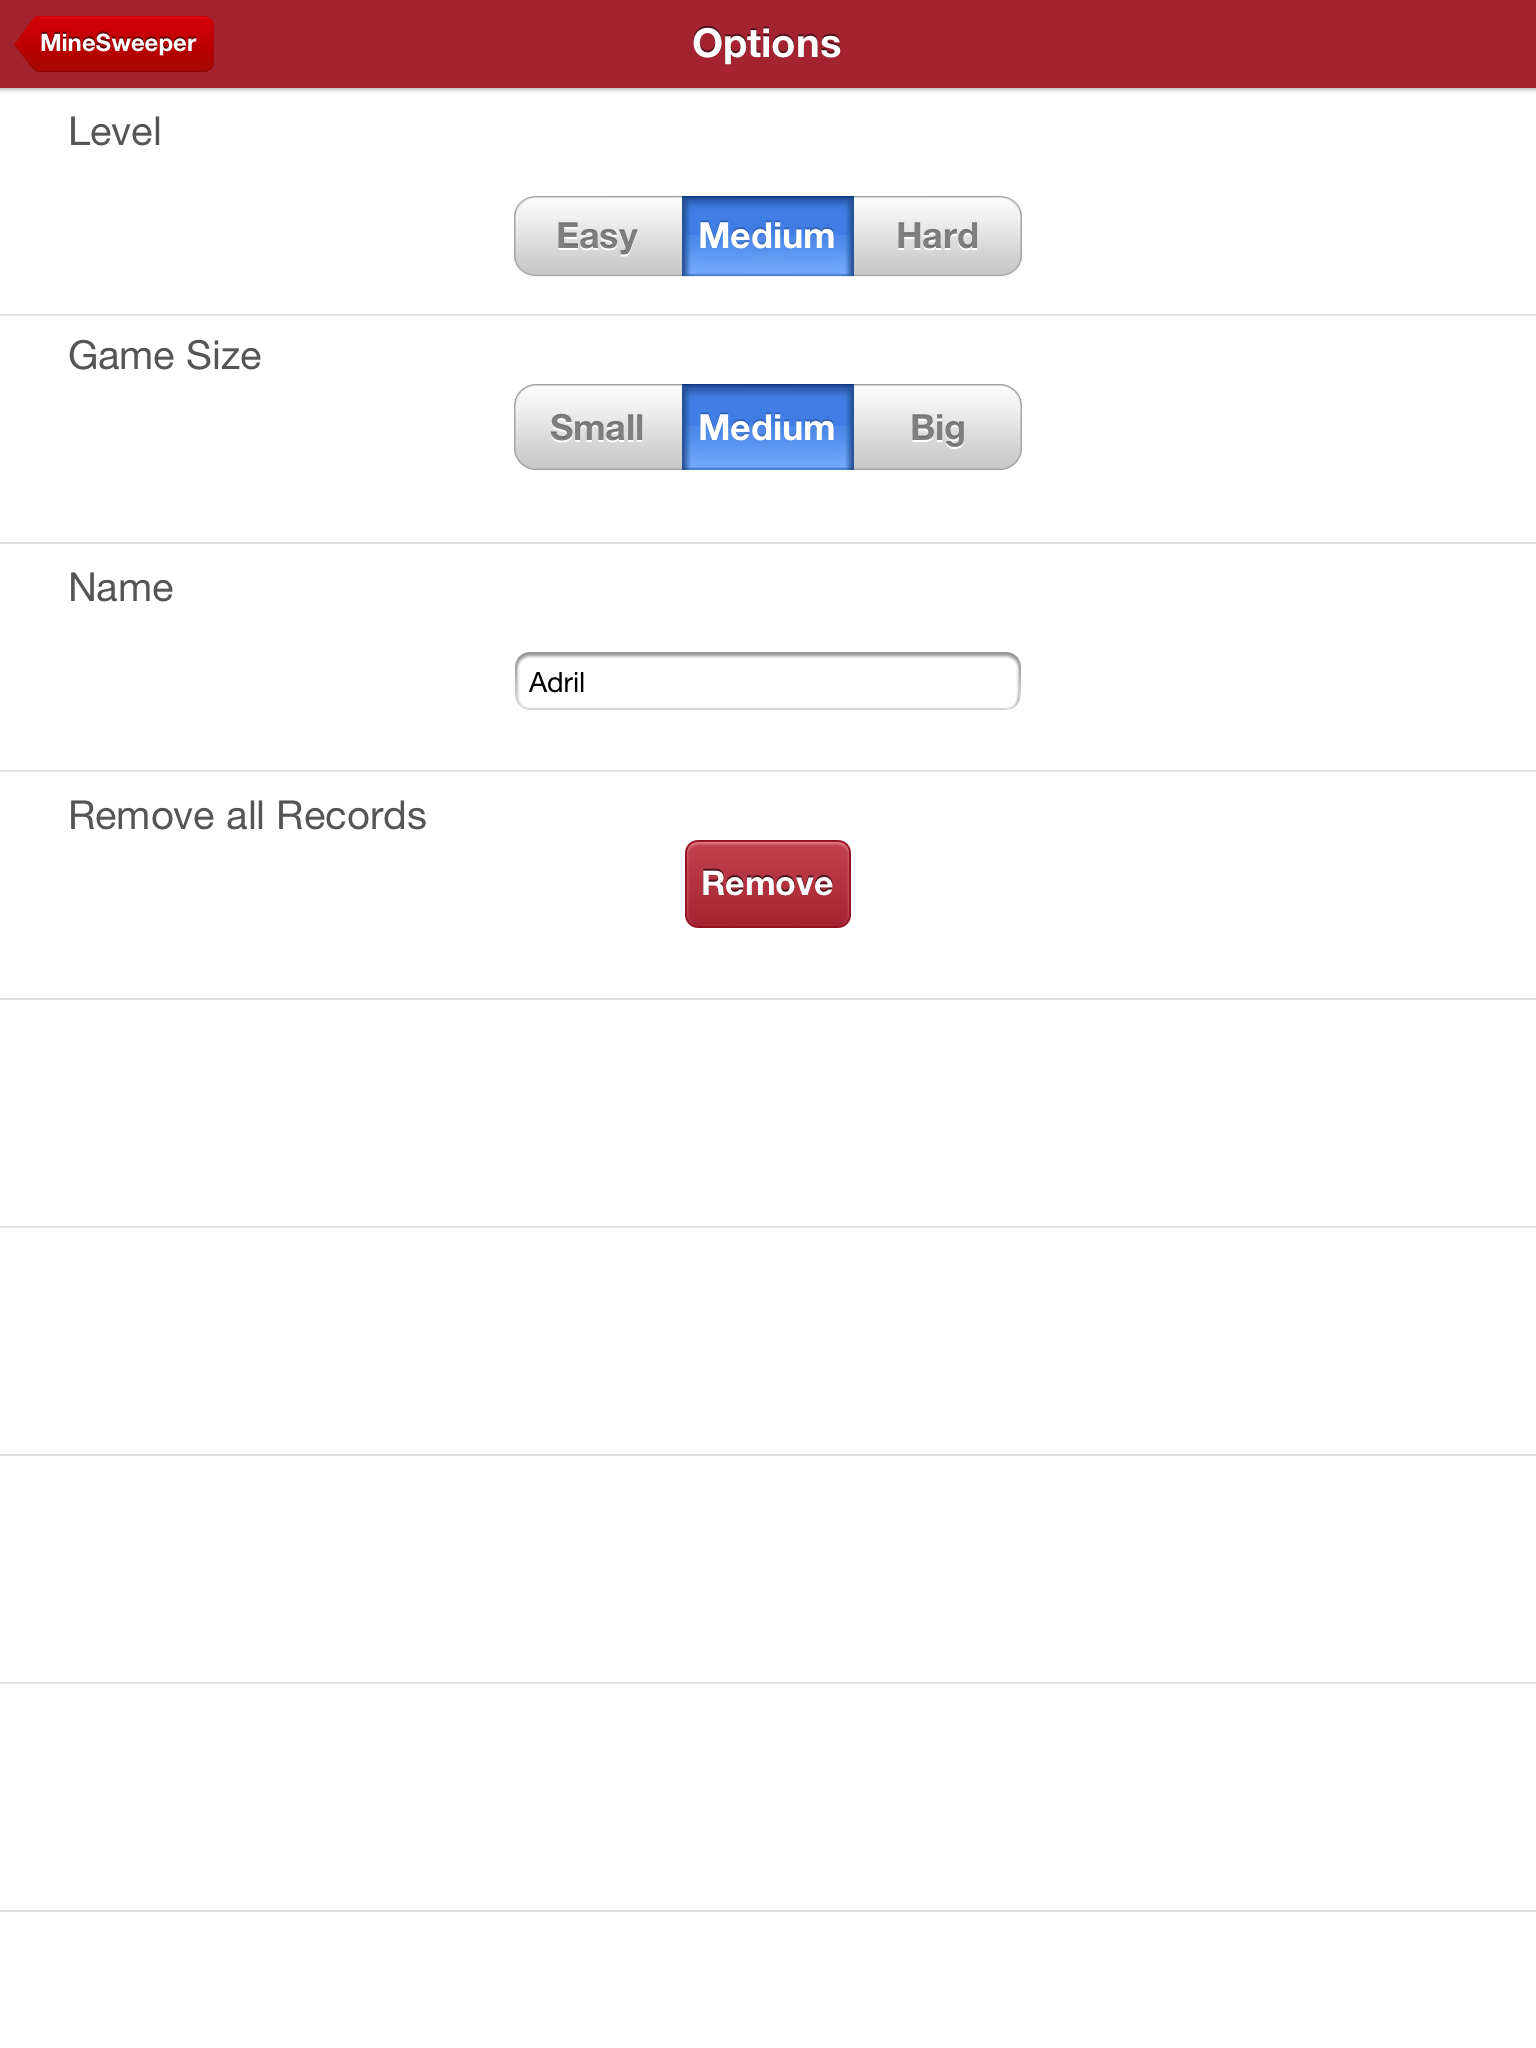 MineSweeper
Options
Level
Easy Medium Hard
Game Size
Small Medium Big
Name
Adril
Remove all Records
Remove